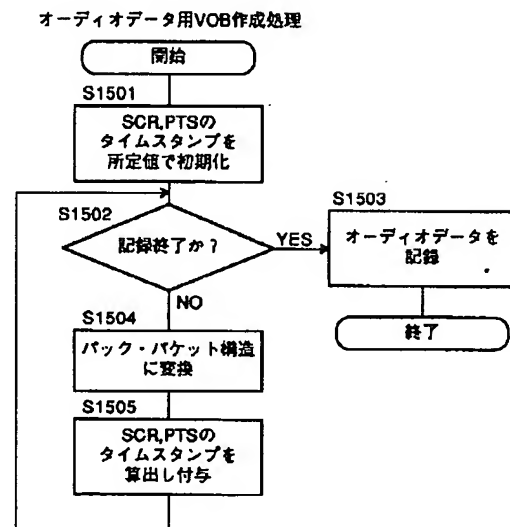 オーディオデータ用VOB作成処理
開始
S1501
SCR,PTSの
タイムスタンプを
所定値で初期化
S1502
記録終了か？
YES
NO
S1503
オーディオデータを
記録
終了
S1504
パック・パケット構造
に変換
S1505
SCR,PTSの
タイムスタンプを
算出し付与